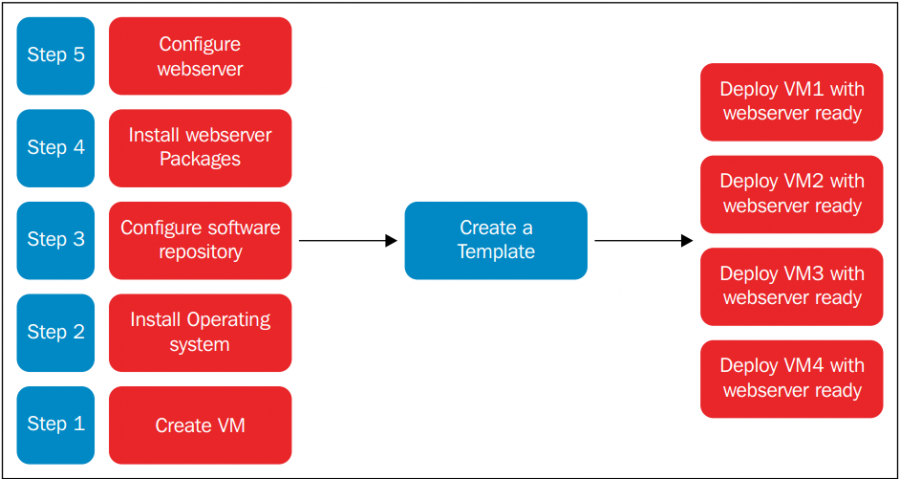 Step 5
Configure
webserver
Step 4
Install webserver
Packages
Step 3
Configure software
repository
Step 2
Install Operating
system
Step 1
Create VM
Create a
Template
Deploy VM1 with
webserver ready
Deploy VM2 with
webserver ready
Deploy VM3 with
webserver ready
Deploy VM4 with
webserver ready